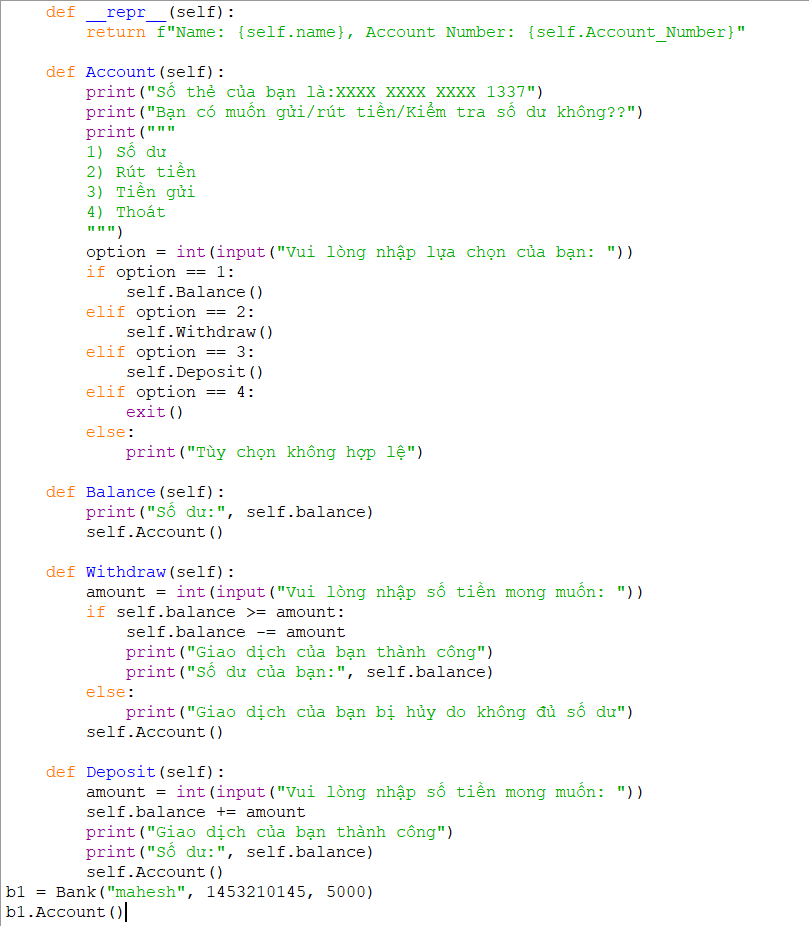 def __repr__(self):
        return f"Name: {self.name}, Account Number: {self.Account_Number}"

    def Account(self):
        print("Số thẻ của bạn là:XXXX XXXX XXXX 1337")
        print("Bạn có muốn gửi/rút tiền/Kiểm tra số dư không??")
        print("""
        1) Số dư
        2) Rút tiền
        3) Tiền gửi
        4) Thoát
        """)
        option = int(input("Vui lòng nhập lựa chọn của bạn: "))
        if option == 1:
            self.Balance()
        elif option == 2:
            self.Withdraw()
        elif option == 3:
            self.Deposit()
        elif option == 4:
            exit()
        else:
            print("Tùy chọn không hợp lệ")

    def Balance(self):
        print("Số dư:", self.balance)
        self.Account()

    def Withdraw(self):
        amount = int(input("Vui lòng nhập số tiền mong muốn: "))
        if self.balance >= amount:
            self.balance -= amount
            print("Giao dịch của bạn thành công")
            print("Số dư của bạn:", self.balance)
        else:
            print("Giao dịch của bạn bị hủy do không đủ số dư")
        self.Account()

    def Deposit(self):
        amount = int(input("Vui lòng nhập số tiền mong muốn: "))
        self.balance += amount
        print("Giao dịch của bạn thành công")
        print("Số dư:", self.balance)
        self.Account()
b1 = Bank("mahesh", 1453210145, 5000)
b1.Account()